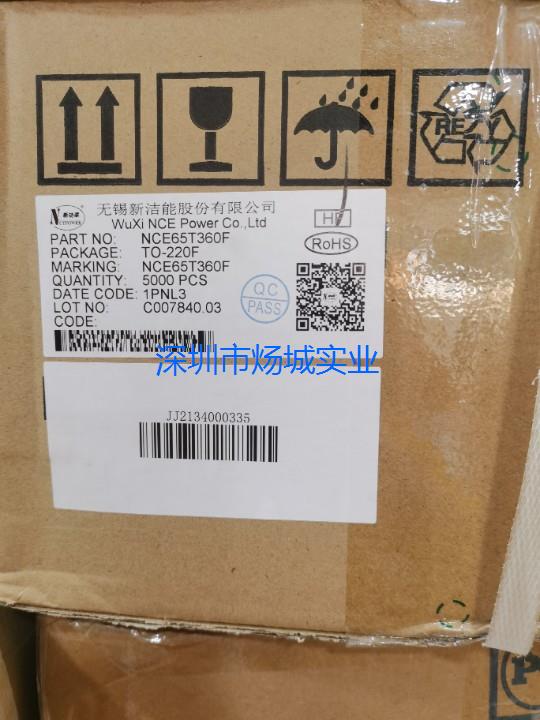 RE
无锡新洁能股份有限公司
WuXi NCE Power Co.,Ltd
PART NO: NCE65T360F
PACKAGE: TO-220F
MARKING: NCE65T360F
QUANTITY: 5000 PCS
DATE CODE: 1PNL3
LOT NO: C007840.03
CODE:
HF
RoHS
QC
PASS
深圳市炀城实业
JJ2134000335